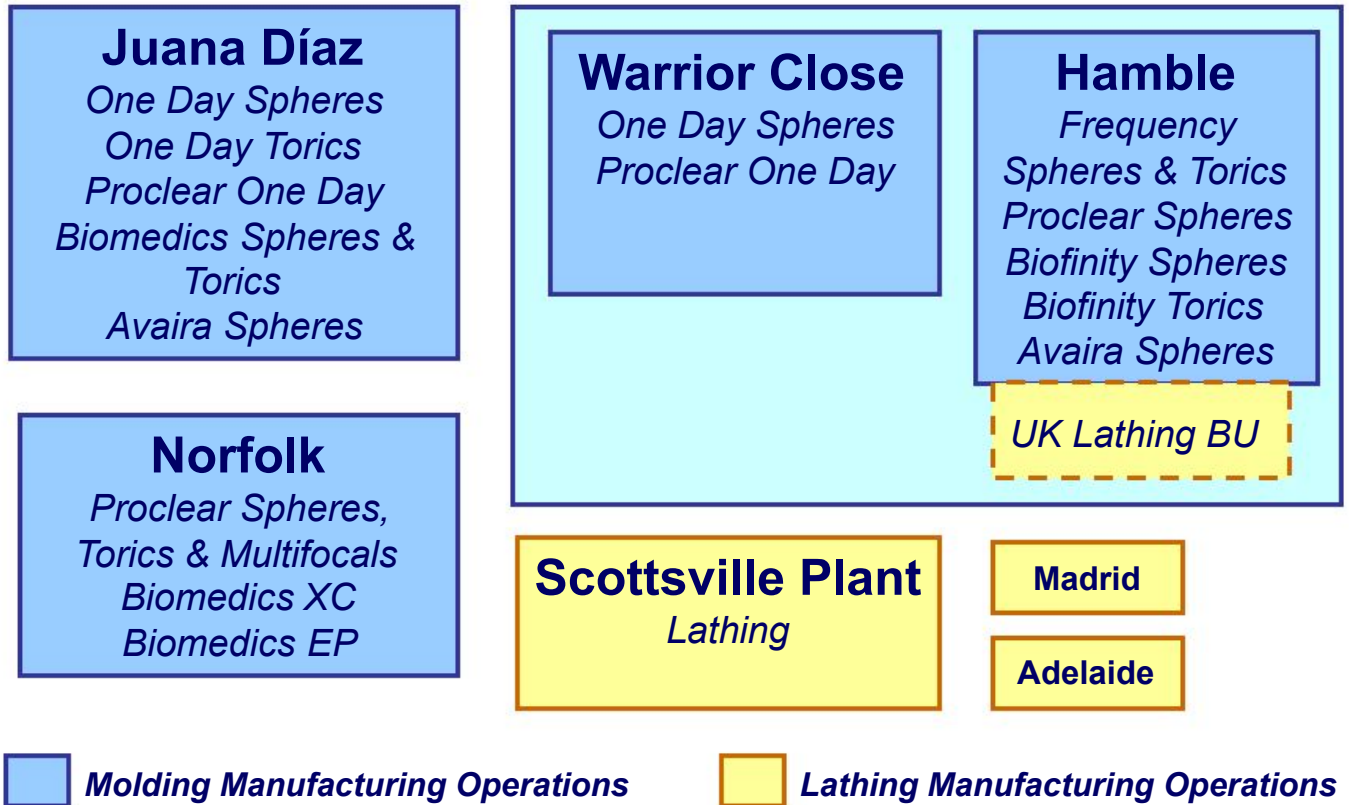 Juana Díaz
One Day Spheres
One Day Torics
Proclear One Day
Biomedics Spheres &
Torics
Avaira Spheres
Warrior Close
One Day Spheres
Proclear One Day
Hamble
Frequency
Spheres & Torics
Proclear Spheres
Biofinity Spheres
Biofinity Torics
Avaira Spheres
UK Lathing BU
Norfolk
Proclear Spheres,
Torics & Multifocals
Biomedics XC
Biomedics EP
Scottsville Plant
Lathing
Madrid
Adelaide
Molding Manufacturing Operations
Lathing Manufacturing Operations